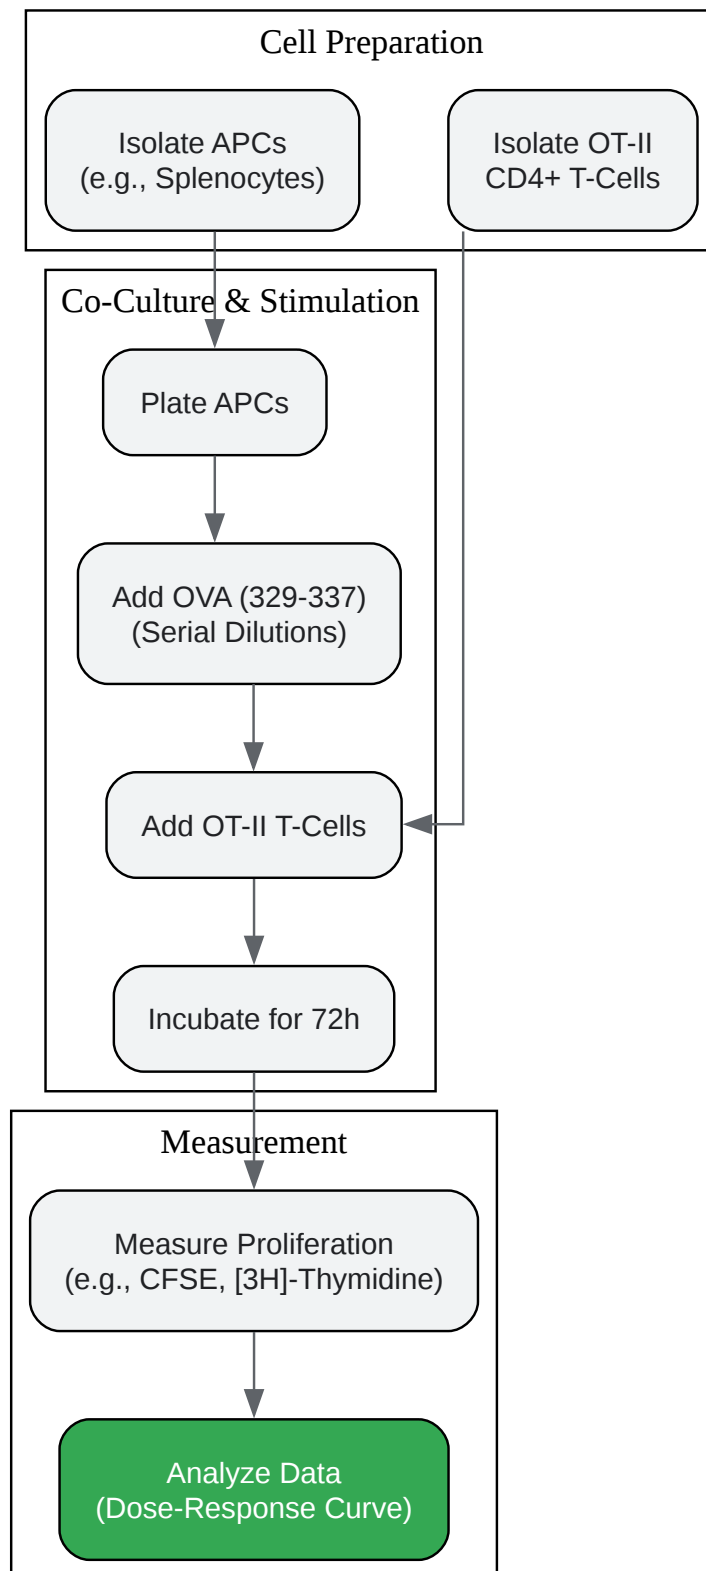 Cell Preparation
Isolate APCs
(e.g., Splenocytes)
Isolate OT-II
CD4+ T-Cells
Co-Culture & Stimulation
Plate APCs
Add OVA (329-337)
(Serial Dilutions)
Add OT-II T-Cells
Incubate for 72h
Measurement
Measure Proliferation
(e.g., CFSE, [3H]-Thymidine)
Analyze Data
(Dose-Response Curve)